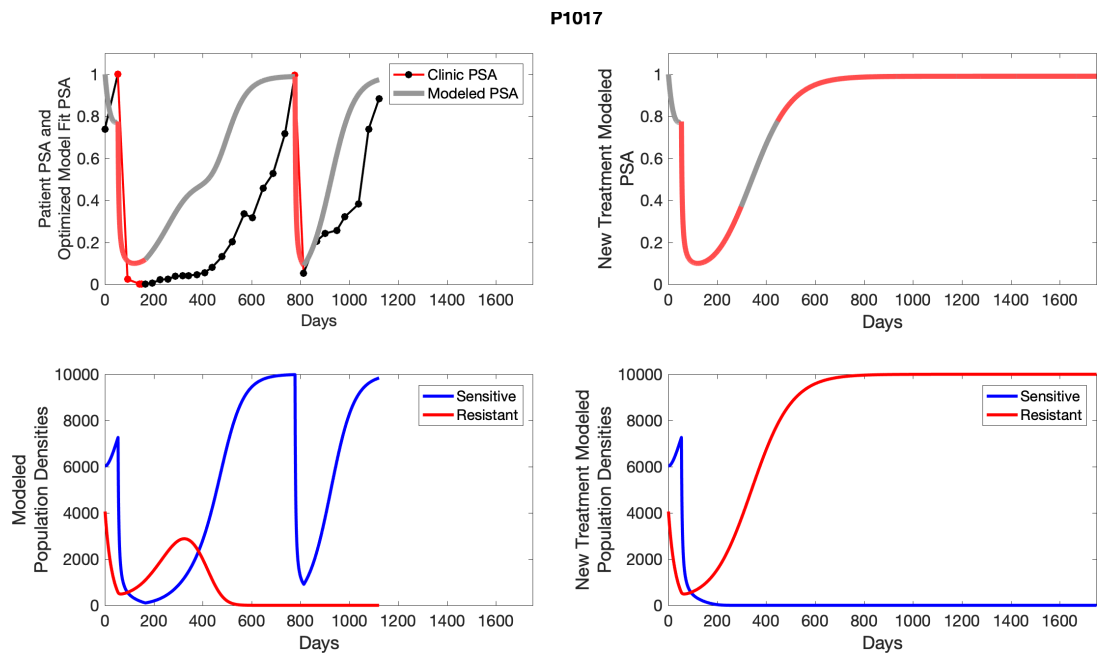 P1017
Patient PSA and
Optimized Model Fit PSA
1
0.8
0.6
0.4
0.2
0
0 200 400 600 800 1000 1200 1400 1600
Days
Clinic PSA
Modeled PSA
New Treatment Modeled
PSA
1
0.8
0.6
0.4
0.2
0
0 200 400 600 800 1000 1200 1400 1600
Days
Modeled
Population Densities
10000
8000
6000
4000
2000
0
0 200 400 600 800 1000 1200 1400 1600
Days
Sensitive
Resistant
New Treatment Modeled
Population Densities
10000
8000
6000
4000
2000
0
0 200 400 600 800 1000 1200 1400 1600
Days
Sensitive
Resistant